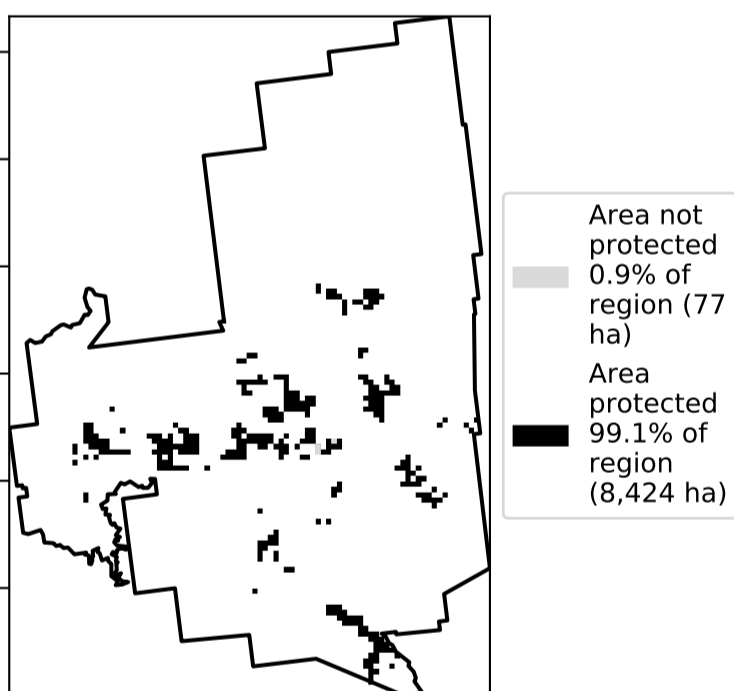 Area not
protected
0.9% of
region (77
ha)
Area
protected
99.1% of
region
(8,424 ha)